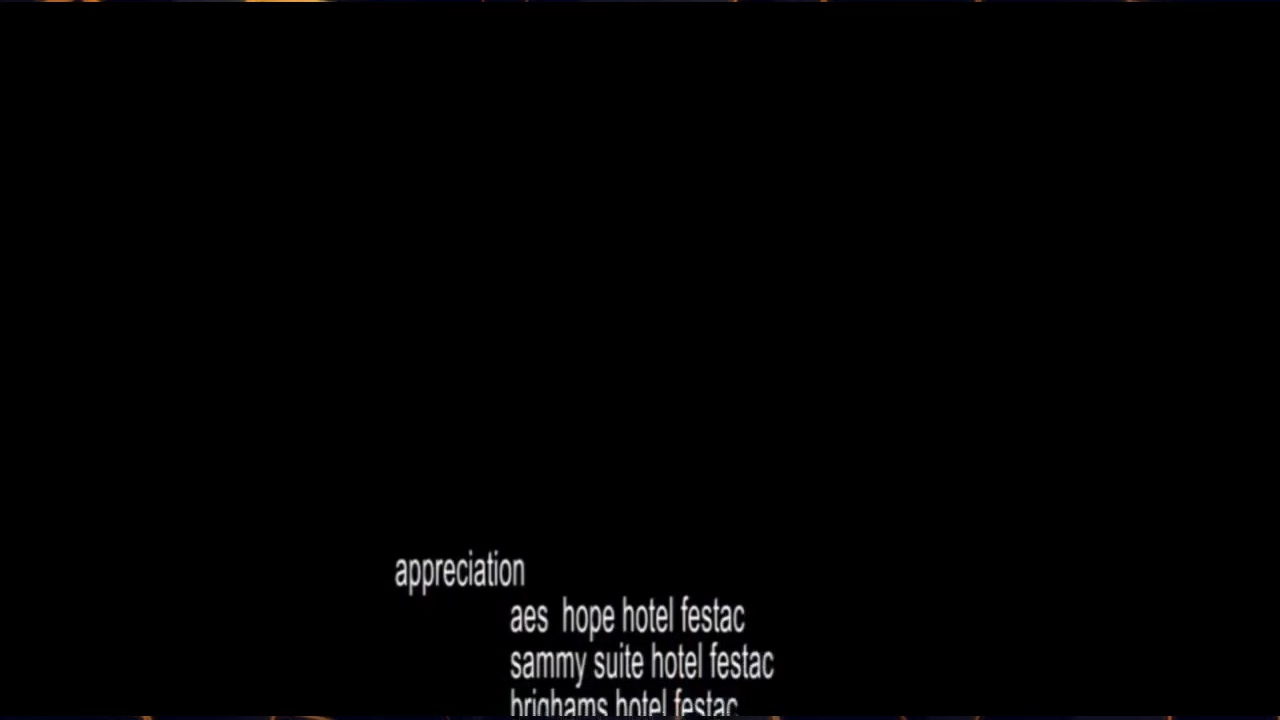 appreciation
aes hope hotel festac
sammy suite hotel festac
brighams hotel festac